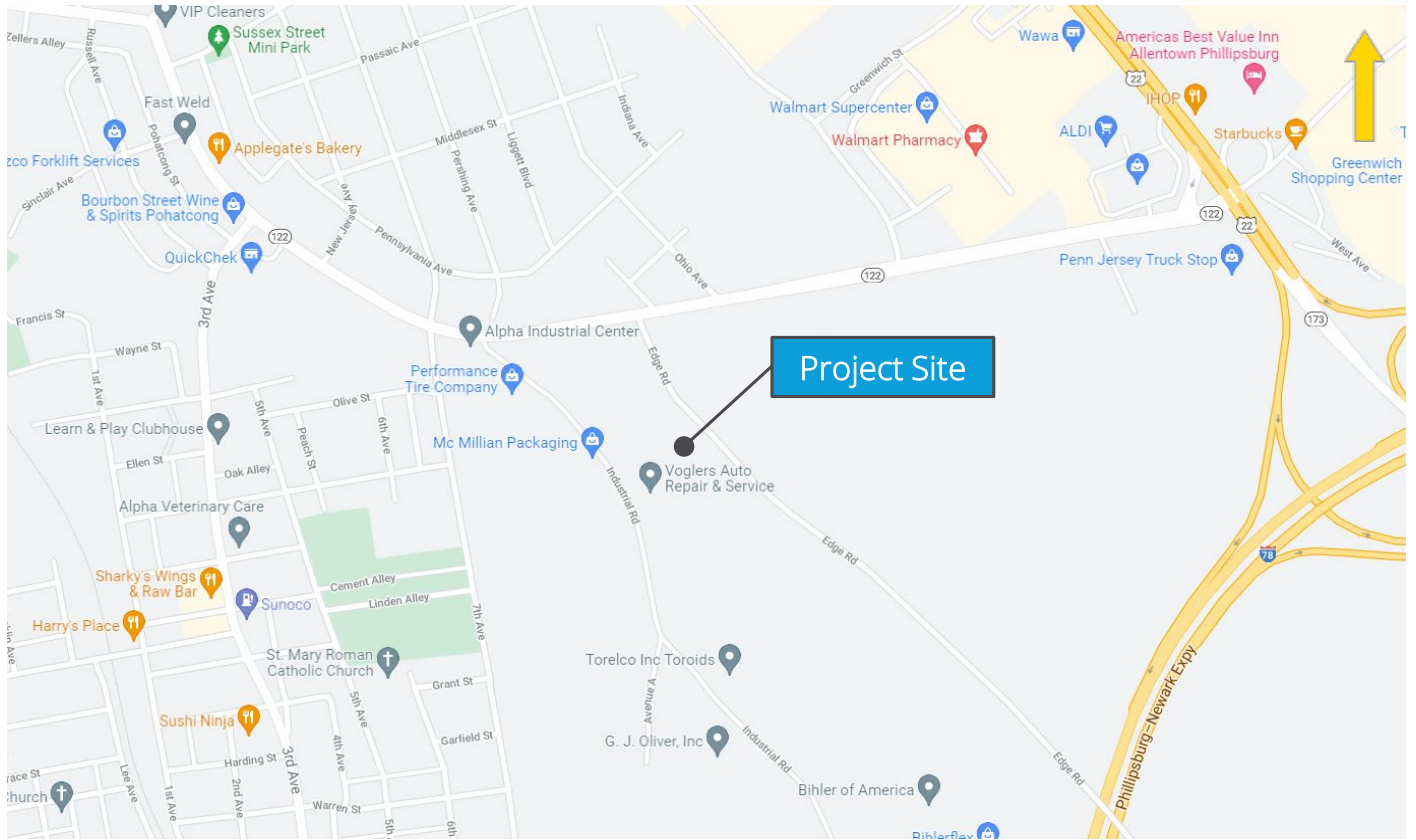 VIP Cleaners
Zellers Alley
Russell Ave
Sussex Street
Mini Park
Passaic Ave
Wawa
Americas Best Value Inn
Allentown Phillipsburg
22
Greenwich St
IHOP
Fast Weld
Indiana Ave
Walmart Supercenter
Middlesex St
Liggett Blvd
Walmart Pharmacy
ALDI
Starbucks
Pohatcong St
Applegate's Bakery
zco Forklift Services
Greenwich
Shopping Center
Sinclair Ave
Pershing Ave
Bourbon Street Wine
& Spirits Pohatcong
New Jersey Ave
122
122
22
Pennsylvania Ave
West Ave
QuickChek
Ohio Ave
Penn Jersey Truck Stop
122
3rd Ave
Francis St
173
Alpha Industrial Center
Wayne St
Edge Rd
Project Site
Performance
Tire Company
1st Ave
Olive St
5th Ave
6th Ave
Peach St
Learn & Play Clubhouse
Mc Millian Packaging
Ellen St
Oak Alley
Voglers Auto
Repair & Service
Industrial Rd
Alpha Veterinary Care
Edge Rd
78
Sharky's Wings
& Raw Bar
Cement Alley
Sunoco
Linden Alley
7th Ave
Harry's Place
klin Ave
St. Mary Roman
Catholic Church
Torelco Inc Toroids
Grant St
5th Ave
Avenue A
Phillipsburg-Newark Expy
Sushi Ninja
Garfield St
G. J. Oliver, Inc
Industrial Rd
4th Ave
3rd Ave
Harding St
Edge Rd
race St
Lee Ave
1st Ave
2nd Ave
Church
Warren St
5th
6th
Bihler of America
Biblerflex